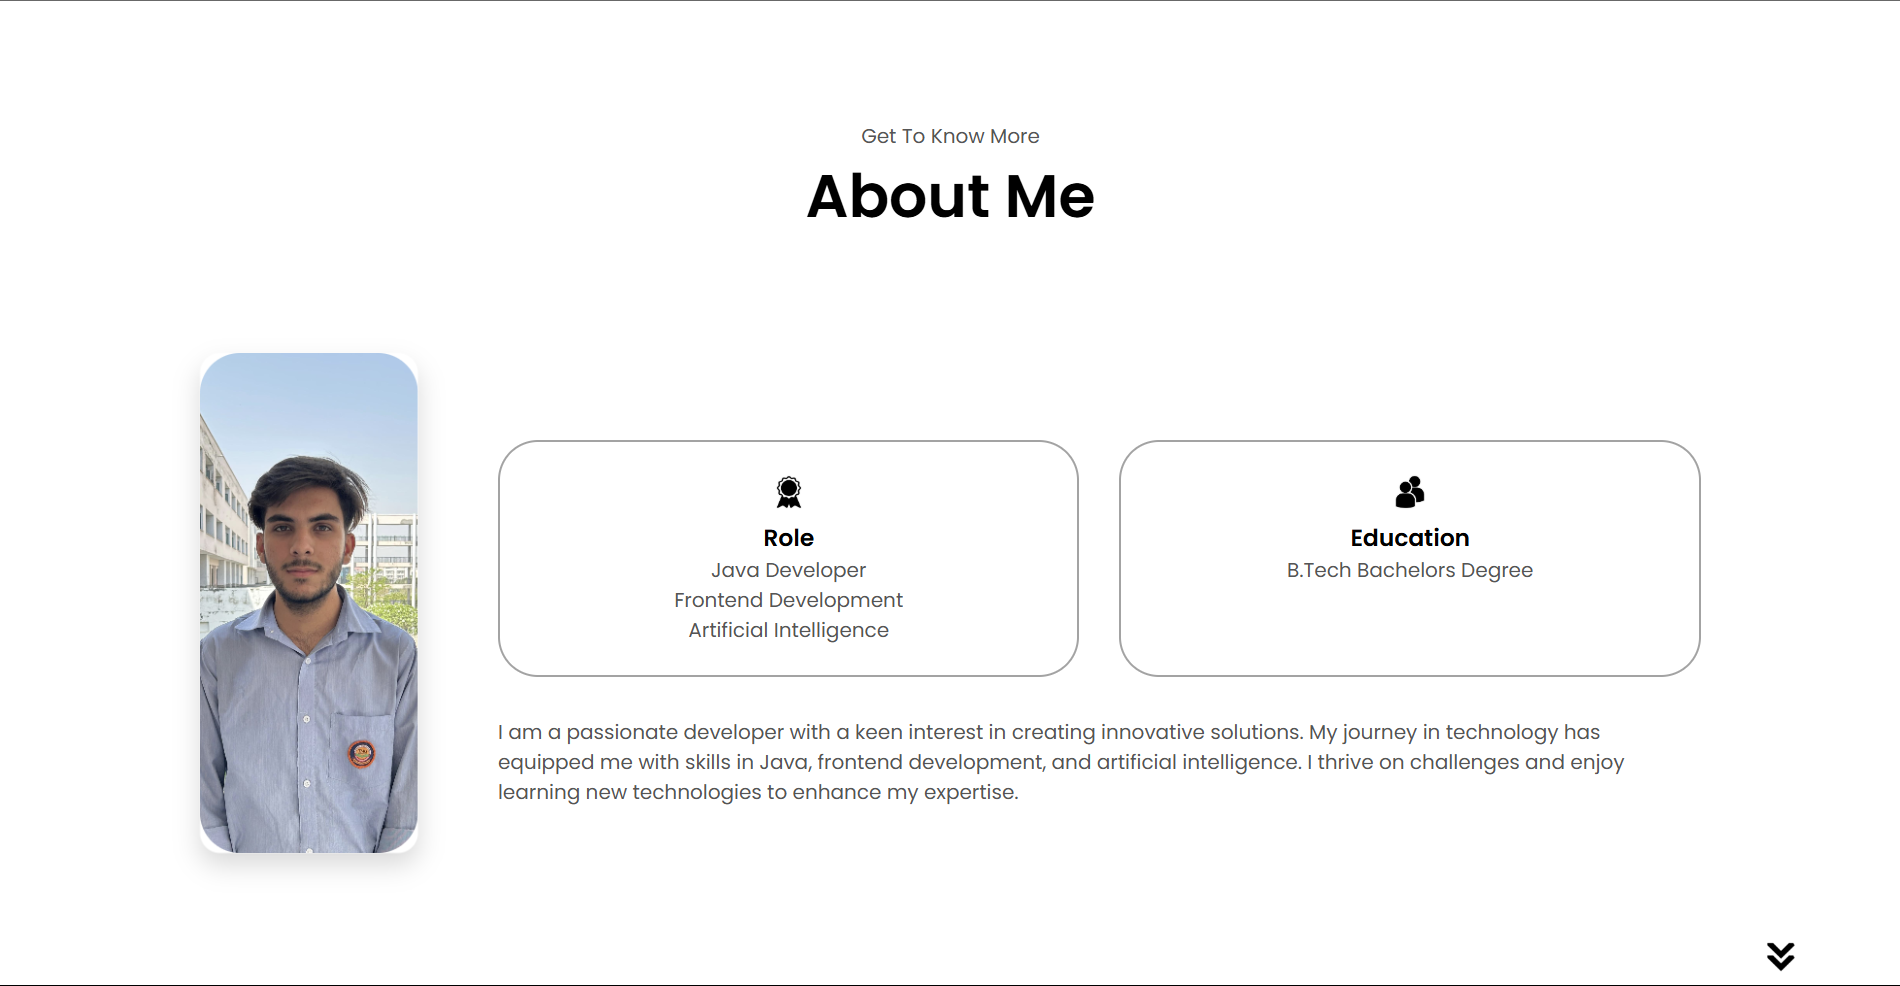 Get To Know More
About Me
Role
Java Developer
Frontend Development
Artificial Intelligence
Education
B.Tech Bachelors Degree
I am a passionate developer with a keen interest in creating innovative solutions. My journey in technology has
equipped me with skills in Java, frontend development, and artificial intelligence. I thrive on challenges and enjoy
learning new technologies to enhance my expertise.